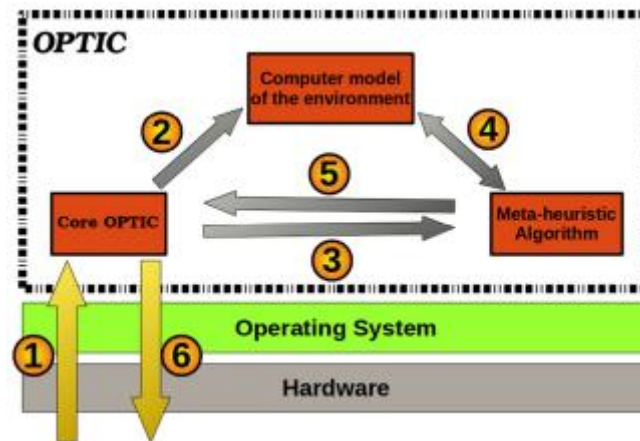 OPTIC
Computer model
of the environment
2
4
5
Core OPTIC
Meta-heuristic
Algorithm
3
Operating System
1
6
Hardware